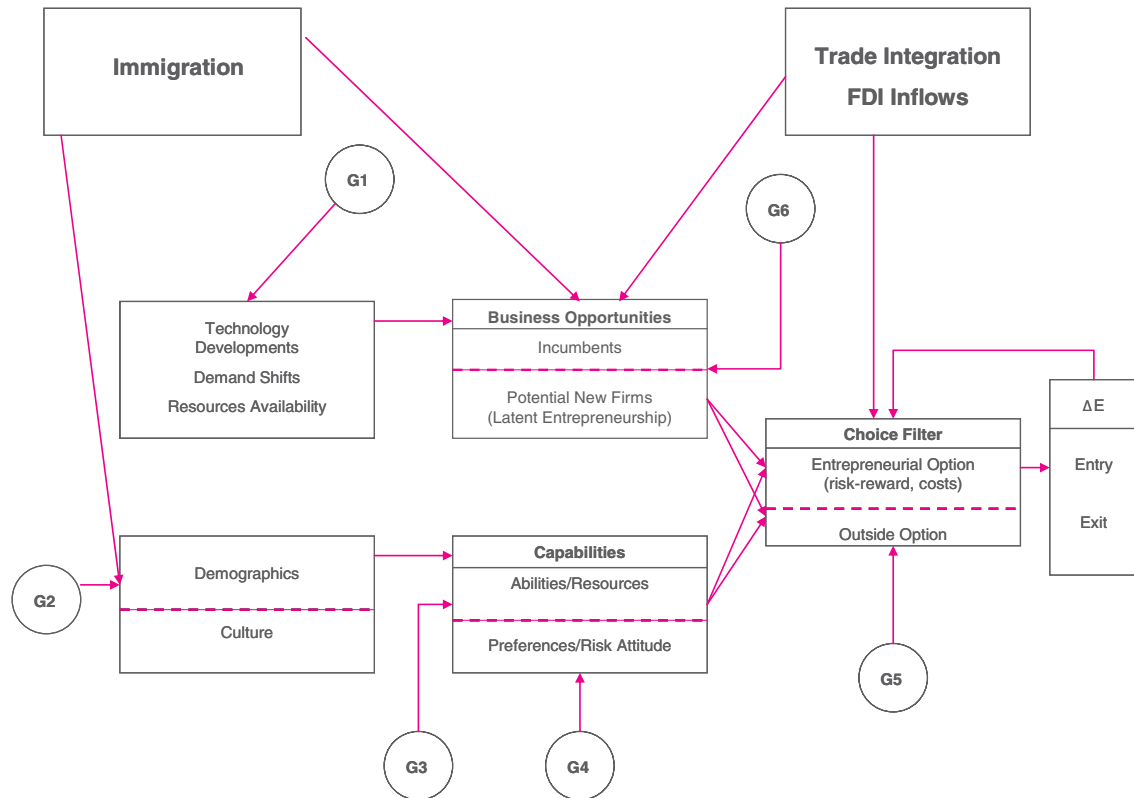 Immigration
Trade Integration
FDI Inflows
G1
G6
Technology
Developments
Demand Shifts
Resources Availability
Business Opportunities
Incumbents
Potential New Firms
(Latent Entrepreneurship)
Choice Filter
Entrepreneurial Option
(risk-reward, costs)
Outside Option
ΔE
Entry
Exit
G2
Demographics
Culture
Capabilities
Abilities/Resources
Preferences/Risk Attitude
G3
G4
G5